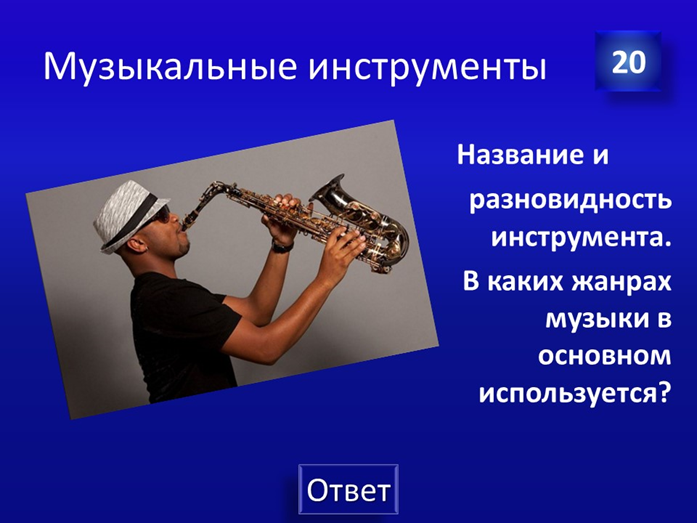 Музыкальные инструменты
20
Название и
разновидность
инструмента.
В каких жанрах
музыки в
основном
используется?
Ответ